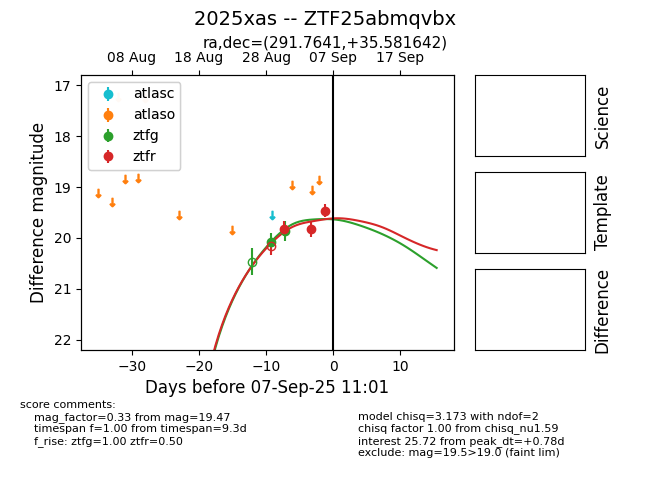 2025xas -- ZTF25abmqvbx
ra,dec=(291.7641,+35.581642)
08 Aug 18 Aug 28 Aug 07 Sep 17 Sep
17
18
19
20
21
22
Difference magnitude
atlasc
atlaso
ztfg
ztfr
−30 −20 −10 0 10
Days before 07-Sep-25 11:01
Science
Template
Difference
score comments:
mag_factor=0.33 from mag=19.47
timespan f=1.00 from timespan=9.3d
f_rise: ztfg=1.00 ztfr=0.50
model chisq=3.173 with ndof=2
chisq factor 1.00 from chisq_nu1.59
interest 25.72 from peak_dt=+0.78d
exclude: mag=19.5>19.0 (faint lim)